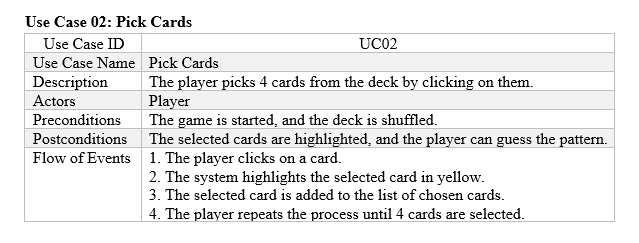 Use Case 02: Pick Cards
Use Case ID UC02
Use Case Name Pick Cards
Description The player picks 4 cards from the deck by clicking on them.
Actors Player
Preconditions The game is started, and the deck is shuffled.
Postconditions The selected cards are highlighted, and the player can guess the pattern.
Flow of Events 1. The player clicks on a card.
2. The system highlights the selected card in yellow.
3. The selected card is added to the list of chosen cards.
4. The player repeats the process until 4 cards are selected.